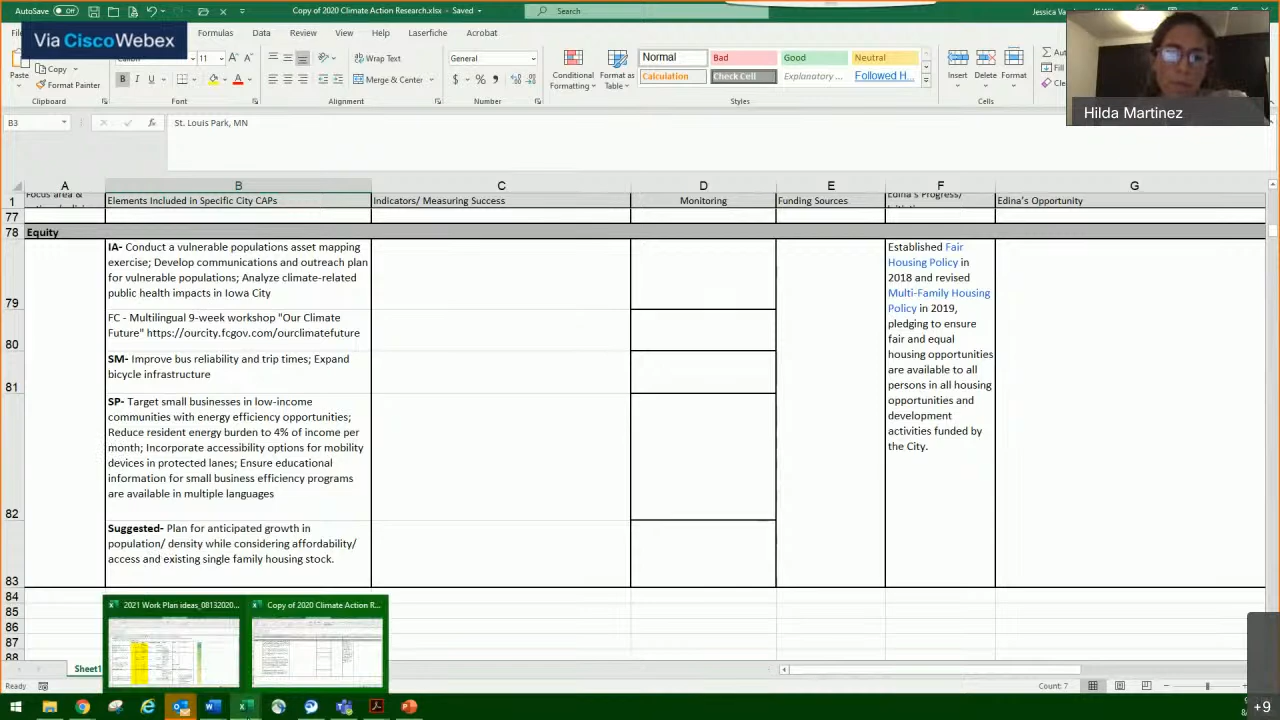 AutoSave Off
Copy of 2020 Climate Action Research.xlsx - Saved
Search
Via Cisco Webex
Formulas Data Review View Help Laserfiche Acrobat
Paste
Copy
Format Painter
Clipboard
11
B I U
Font
Wrap Text
Merge & Center
Alignment
General
$ %
Number
Conditional Formatting
Format as Table
Normal Bad Good Neutral
Calculation Check Cell Explanatory ... Followed H...
Styles
Insert Delete Format
Cells
Hilda Martinez
B3
St. Louis Park, MN
A B C D E F G
1
Elements Included in Specific City CAPs
Indicators/ Measuring Success
Monitoring
Funding Sources
Edina's Progress/
Edina's Opportunity
77
78
Equity
IA- Conduct a vulnerable populations asset mapping
exercise; Develop communications and outreach plan
for vulnerable populations; Analyze climate-related
public health impacts in Iowa City
79
FC - Multilingual 9-week workshop "Our Climate
Future" https://ourcity.fcgov.com/ourclimatefuture
80
SM- Improve bus reliability and trip times; Expand
bicycle infrastructure
81
SP- Target small businesses in low-income
communities with energy efficiency opportunities;
Reduce resident energy burden to 4% of income per
month; Incorporate accessibility options for mobility
devices in protected lanes; Ensure educational
information for small business efficiency programs
are available in multiple languages
82
Suggested- Plan for anticipated growth in
population/ density while considering affordability/
access and existing single family housing stock.
83
Established Fair
Housing Policy in
2018 and revised
Multi-Family Housing
Policy in 2019,
pledging to ensure
fair and equal
housing opportunities
are available to all
persons in all housing
opportunities and
development
activities funded by
the City.
84
85
86
87
88
2021 Work Plan ideas_08132020...
Copy of 2020 Climate Action R...
Sheet1
Ready
Count: 7
+9